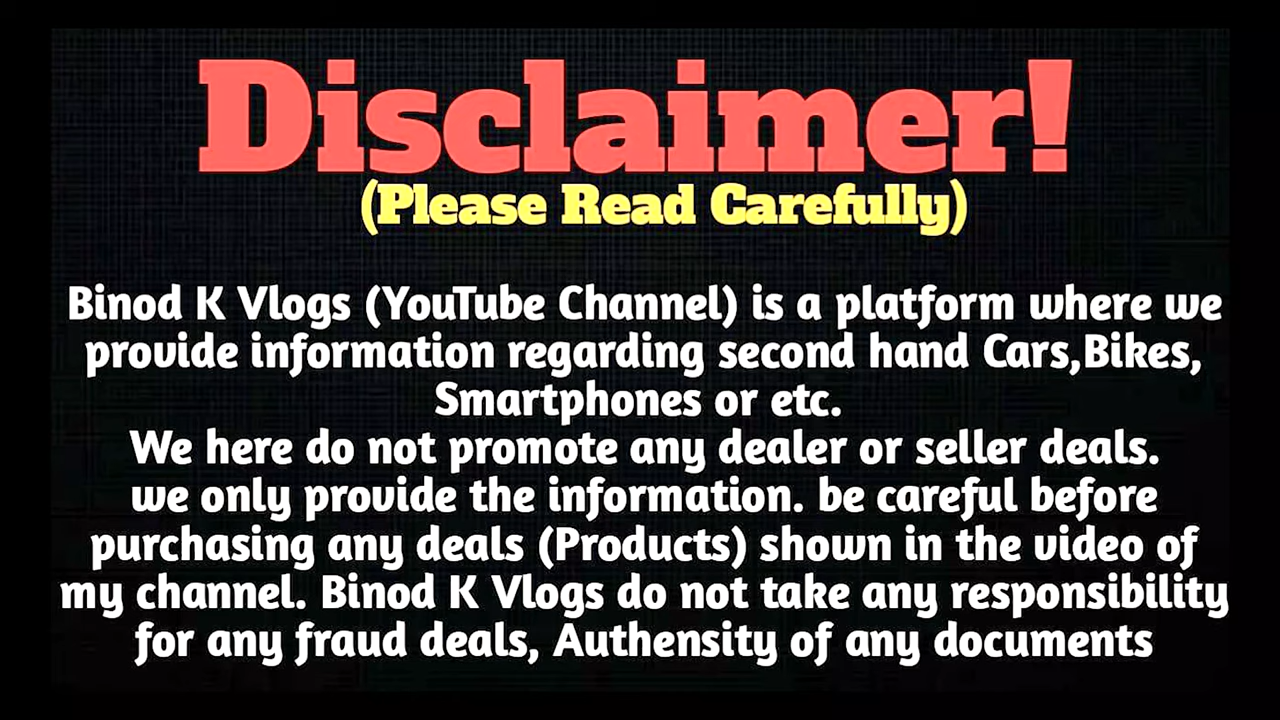 Disclaimer!
(Please Read Carefully)
Binod K Vlogs (YouTube Channel) is a platform where we
provide information regarding second hand Cars,Bikes,
Smartphones or etc.
We here do not promote any dealer or seller deals.
we only provide the information. be careful before
purchasing any deals (Products) shown in the video of
my channel. Binod K Vlogs do not take any responsibility
for any fraud deals, Authensity of any documents